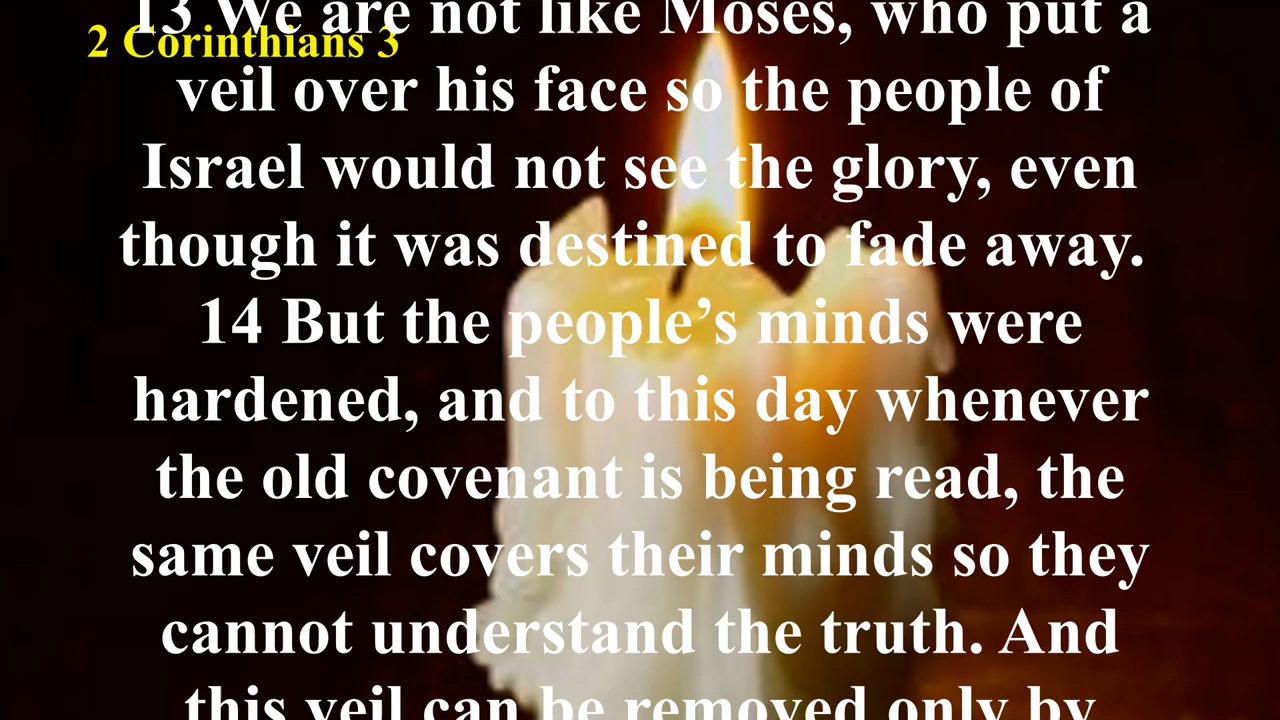 13 We are not like Moses, who put a
2 Corinthians 3
veil over his face so the people of
Israel would not see the glory, even
though it was destined to fade away.
14 But the people’s minds were
hardened, and to this day whenever
the old covenant is being read, the
same veil covers their minds so they
cannot understand the truth. And
this veil can be removed only by